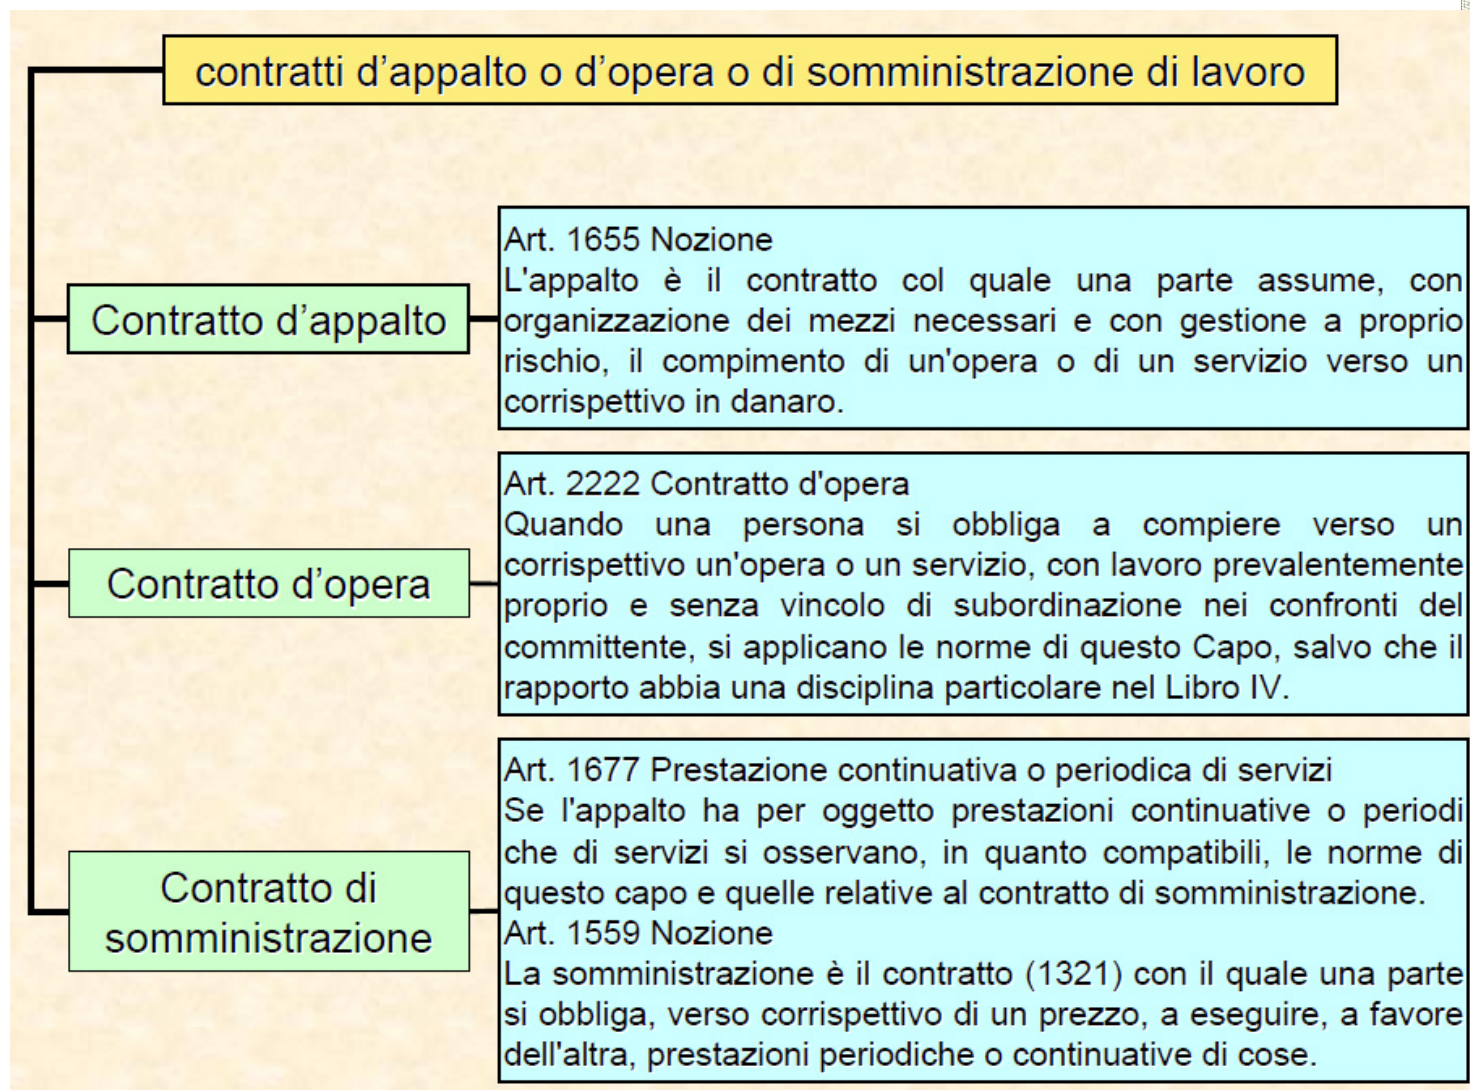 contratti d’appalto o d’opera o di somministrazione di lavoro
Contratto d’appalto
Art. 1655 Nozione
L'appalto è il contratto col quale una parte assume, con
organizzazione dei mezzi necessari e con gestione a proprio
rischio, il compimento di un'opera o di un servizio verso un
corrispettivo in danaro.
Contratto d’opera
Art. 2222 Contratto d'opera
Quando una persona si obbliga a compiere verso un
corrispettivo un'opera o un servizio, con lavoro prevalentemente
proprio e senza vincolo di subordinazione nei confronti del
committente, si applicano le norme di questo Capo, salvo che il
rapporto abbia una disciplina particolare nel Libro IV.
Contratto di
somministrazione
Art. 1677 Prestazione continuativa o periodica di servizi
Se l'appalto ha per oggetto prestazioni continuative o periodi
che di servizi si osservano, in quanto compatibili, le norme di
questo capo e quelle relative al contratto di somministrazione.
Art. 1559 Nozione
La somministrazione è il contratto (1321) con il quale una parte
si obbliga, verso corrispettivo di un prezzo, a eseguire, a favore
dell'altra, prestazioni periodiche o continuative di cose.